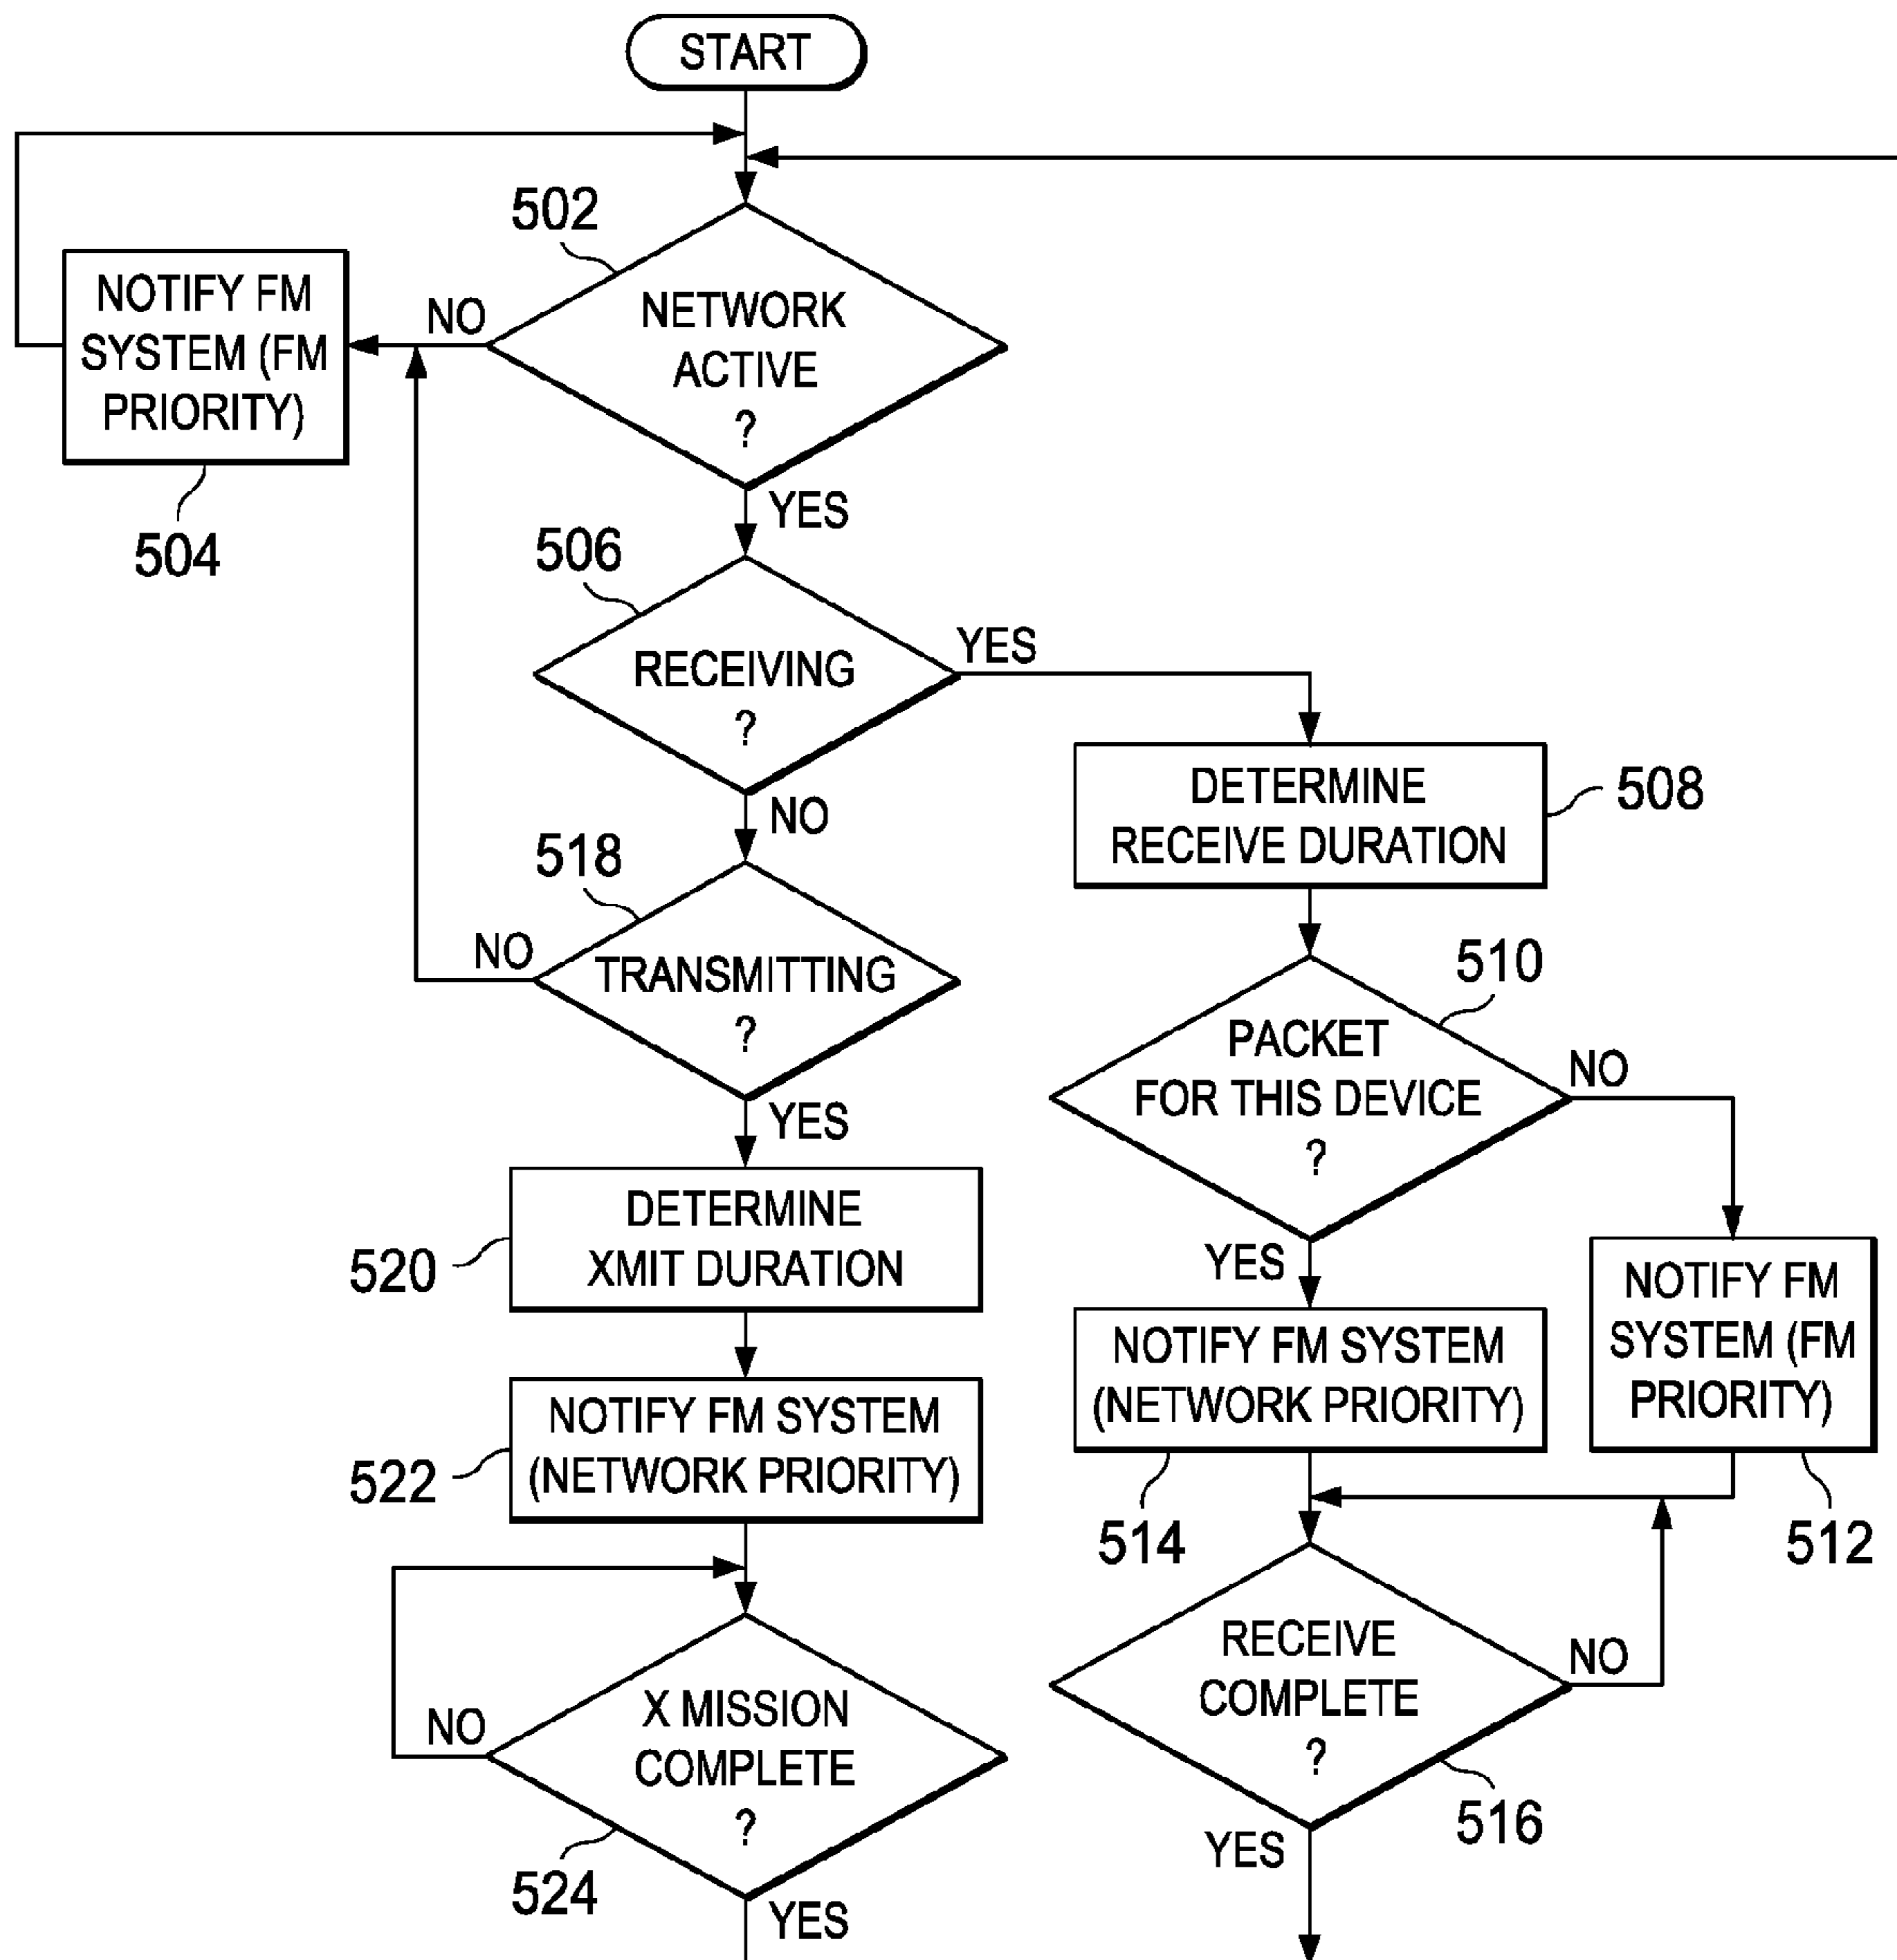 START
502
NETWORK
ACTIVE
?
NO
NOTIFY FM
SYSTEM (FM
PRIORITY)
504
YES
506
RECEIVING
?
YES
NO
DETERMINE
RECEIVE DURATION
508
518
TRANSMITTING
?
NO
YES
510
PACKET
FOR THIS DEVICE
?
NO
YES
DETERMINE
XMIT DURATION
520
NOTIFY FM
SYSTEM (FM
PRIORITY)
512
NOTIFY FM SYSTEM
(NETWORK PRIORITY)
514
NOTIFY FM SYSTEM
(NETWORK PRIORITY)
522
RECEIVE
COMPLETE
?
NO
516
YES
X MISSION
COMPLETE
?
NO
524
YES